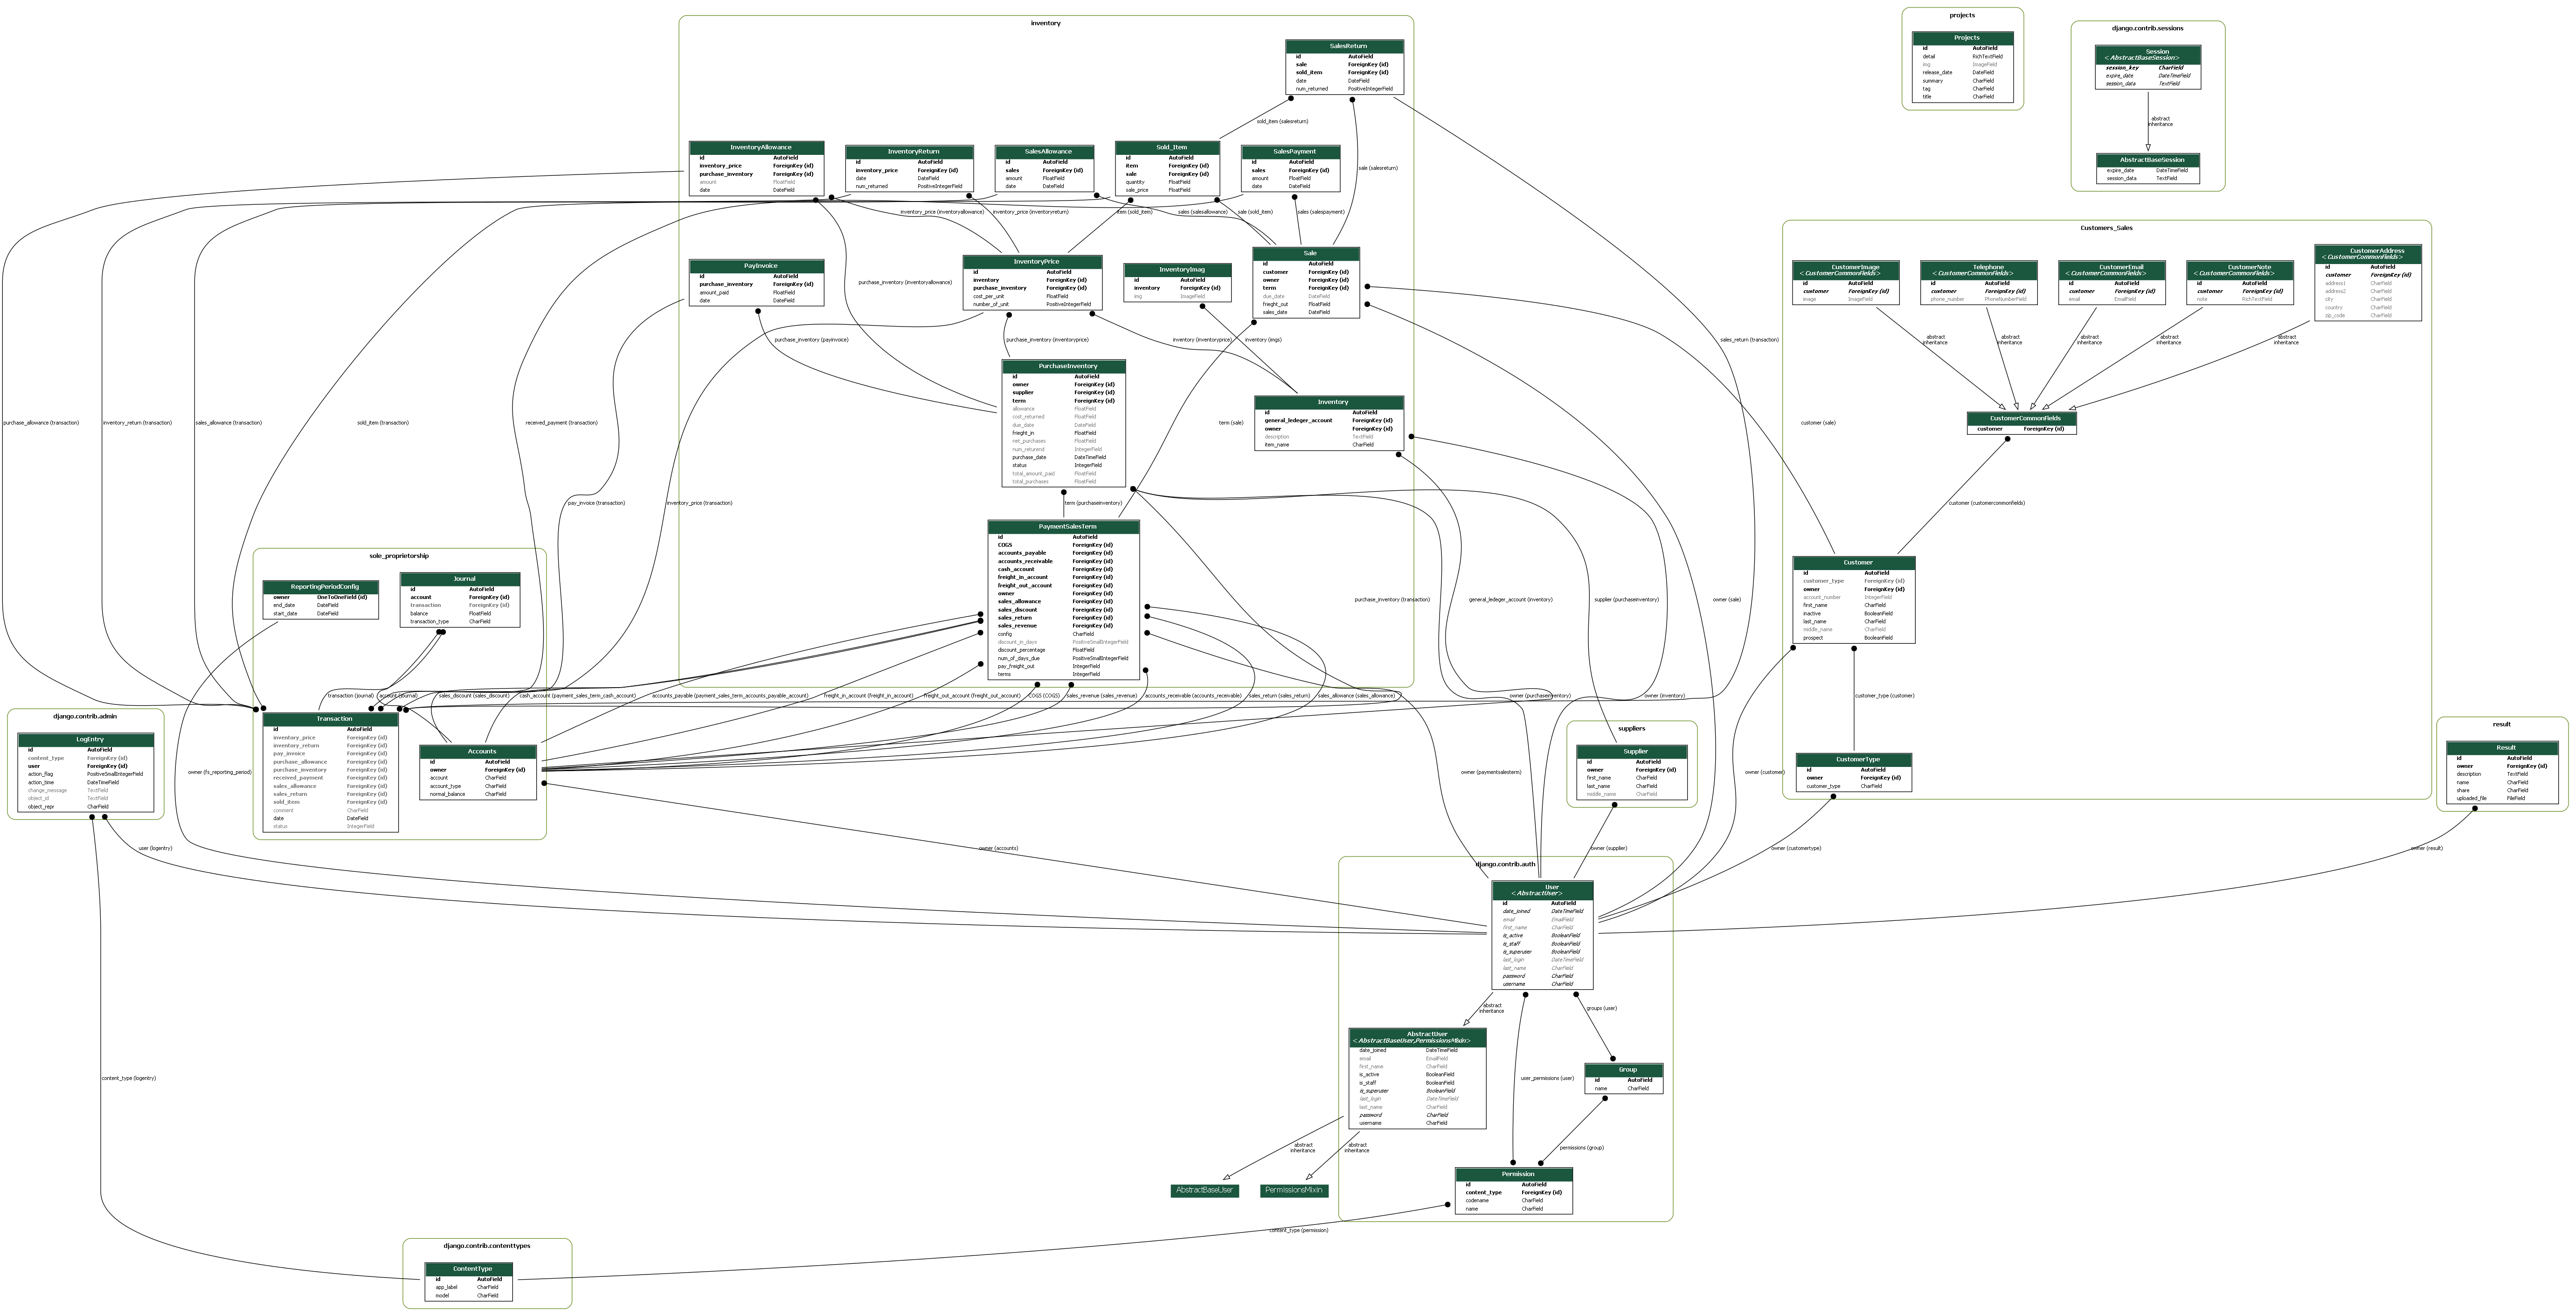 inventory
SalesReturn
id AutoField
sale ForeignKey (id)
sold_item ForeignKey (id)
date DateField
num_returned PositiveIntegerField
projects
Projects
id AutoField
detail RichTextField
img ImageField
release_date DateField
summary CharField
tag CharField
title CharField
django.contrib.sessions
Session
<AbstractBaseSession>
session_key CharField
expire_date DateTimeField
session_data TextField
abstract
inheritance
AbstractBaseSession
expire_date DateTimeField
session_data TextField
sold_item (salesreturn)
sale (salesreturn)
InventoryAllowance
id AutoField
inventory_price ForeignKey (id)
purchase_inventory ForeignKey (id)
amount FloatField
date DateField
InventoryReturn
id AutoField
inventory_price ForeignKey (id)
date DateField
num_returned PositiveIntegerField
SalesAllowance
id AutoField
sales ForeignKey (id)
amount FloatField
date DateField
Sold_Item
id AutoField
item ForeignKey (id)
sale ForeignKey (id)
quantity FloatField
sale_price FloatField
SalesPayment
id AutoField
sales ForeignKey (id)
amount FloatField
date DateField
inventory_price (inventoryallowance)
inventory_price (inventoryreturn)
item (sold_item)
sales (salesallowance)
sale (sold_item)
sales (salespayment)
PayInvoice
id AutoField
purchase_inventory ForeignKey (id)
amount_paid FloatField
date DateField
purchase_inventory (inventoryallowance)
InventoryPrice
id AutoField
inventory ForeignKey (id)
purchase_inventory ForeignKey (id)
cost_per_unit FloatField
number_of_unit PositiveIntegerField
InventoryImag
id AutoField
inventory ForeignKey (id)
img ImageField
Sale
id AutoField
customer ForeignKey (id)
owner ForeignKey (id)
term ForeignKey (id)
due_date DateField
freight_out FloatField
sales_date DateField
purchase_inventory (payinvoice)
purchase_inventory (inventoryprice)
inventory (inventoryprice)
inventory (imgs)
sales_return (transaction)
PurchaseInventory
id AutoField
owner ForeignKey (id)
supplier ForeignKey (id)
term ForeignKey (id)
allowance FloatField
cost_returned FloatField
due_date DateField
frieght_in FloatField
net_purchases FloatField
num_returend IntegerField
purchase_date DateTimeField
status IntegerField
total_amount_paid FloatField
total_purchases FloatField
Inventory
id AutoField
general_ledeger_account ForeignKey (id)
owner ForeignKey (id)
description TextField
item_name CharField
purchase_allowance (transaction)
inventory_return (transaction)
sales_allowance (transaction)
sold_item (transaction)
received_payment (transaction)
term (sale)
customer (sale)
pay_invoice (transaction)
inventory_price (transaction)
term (purchaseinventory)
PaymentSalesTerm
id AutoField
COGS ForeignKey (id)
accounts_payable ForeignKey (id)
accounts_receivable ForeignKey (id)
cash_account ForeignKey (id)
freight_in_account ForeignKey (id)
freight_out_account ForeignKey (id)
owner ForeignKey (id)
sales_allowance ForeignKey (id)
sales_discount ForeignKey (id)
sales_return ForeignKey (id)
sales_revenue ForeignKey (id)
config CharField
discount_in_days PositiveSmallIntegerField
discount_percentage FloatField
num_of_days_due PositiveSmallIntegerField
pay_freight_out IntegerField
terms IntegerField
purchase_inventory (transaction)
general_ledeger_account (inventory)
supplier (purchaseinventory)
owner (sale)
Customers_Sales
CustomerImage
<CustomerCommonFields>
id AutoField
customer ForeignKey (id)
image ImageField
Telephone
<CustomerCommonFields>
id AutoField
customer ForeignKey (id)
phone_number PhoneNumberField
CustomerEmail
<CustomerCommonFields>
id AutoField
customer ForeignKey (id)
email EmailField
CustomerNote
<CustomerCommonFields>
id AutoField
customer ForeignKey (id)
note RichTextField
CustomerAddress
<CustomerCommonFields>
id AutoField
customer ForeignKey (id)
address1 CharField
address2 CharField
city CharField
country CharField
zip_code CharField
abstract
inheritance
abstract
inheritance
abstract
inheritance
abstract
inheritance
abstract
inheritance
CustomerCommonFields
customer ForeignKey (id)
customer (customercommonfields)
Customer
id AutoField
customer_type ForeignKey (id)
owner ForeignKey (id)
account_number IntegerField
first_name CharField
inactive BooleanField
last_name CharField
middle_name CharField
prospect BooleanField
customer_type (customer)
CustomerType
id AutoField
owner ForeignKey (id)
customer_type CharField
sole_proprietorship
ReportingPeriodConfig
owner OneToOneField (id)
end_date DateField
start_date DateField
Journal
id AutoField
account ForeignKey (id)
transaction ForeignKey (id)
balance FloatField
transaction_type CharField
transaction (journal)
account (journal)
sales_discount (sales_discount)
cash_account (payment_sales_term_cash_account)
accounts_payable (payment_sales_term_accounts_payable_account)
freight_in_account (freight_in_account)
freight_out_account (freight_out_account)
COGS (COGS)
sales_revenue (sales_revenue)
accounts_receivable (accounts_receivable)
sales_return (sales_return)
sales_allowance (sales_allowance)
owner (purchaseinventory)
owner (inventory)
Transaction
id AutoField
inventory_price ForeignKey (id)
inventory_return ForeignKey (id)
pay_invoice ForeignKey (id)
purchase_allowance ForeignKey (id)
purchase_inventory ForeignKey (id)
received_payment ForeignKey (id)
sales_allowance ForeignKey (id)
sales_return ForeignKey (id)
sold_item ForeignKey (id)
comment CharField
date DateField
status IntegerField
Accounts
id AutoField
owner ForeignKey (id)
account CharField
account_type CharField
normal_balance CharField
django.contrib.admin
LogEntry
id AutoField
content_type ForeignKey (id)
user ForeignKey (id)
action_flag PositiveSmallIntegerField
action_time DateTimeField
change_message TextField
object_id TextField
object_repr CharField
owner (fs_reporting_period)
owner (paymentsalesterm)
suppliers
Supplier
id AutoField
owner ForeignKey (id)
first_name CharField
last_name CharField
middle_name CharField
owner (customer)
result
Result
id AutoField
owner ForeignKey (id)
description TextField
name CharField
share CharField
uploaded_file FileField
user (logentry)
owner (accounts)
owner (supplier)
owner (customertype)
owner (result)
django.contrib.auth
User
<AbstractUser>
id AutoField
date_joined DateTimeField
email EmailField
first_name CharField
is_active BooleanField
is_staff BooleanField
is_superuser BooleanField
last_login DateTimeField
last_name CharField
password CharField
username CharField
abstract
inheritance
groups (user)
AbstractUser
<AbstractBaseUser,PermissionsMixin>
date_joined DateTimeField
email EmailField
first_name CharField
is_active BooleanField
is_staff BooleanField
is_superuser BooleanField
last_login DateTimeField
last_name CharField
password CharField
username CharField
user_permissions (user)
Group
id AutoField
name CharField
content_type (logentry)
abstract
inheritance
abstract
inheritance
permissions (group)
AbstractBaseUser
PermissionsMixin
Permission
id AutoField
content_type ForeignKey (id)
codename CharField
name CharField
content_type (permission)
django.contrib.contenttypes
ContentType
id AutoField
app_label CharField
model CharField